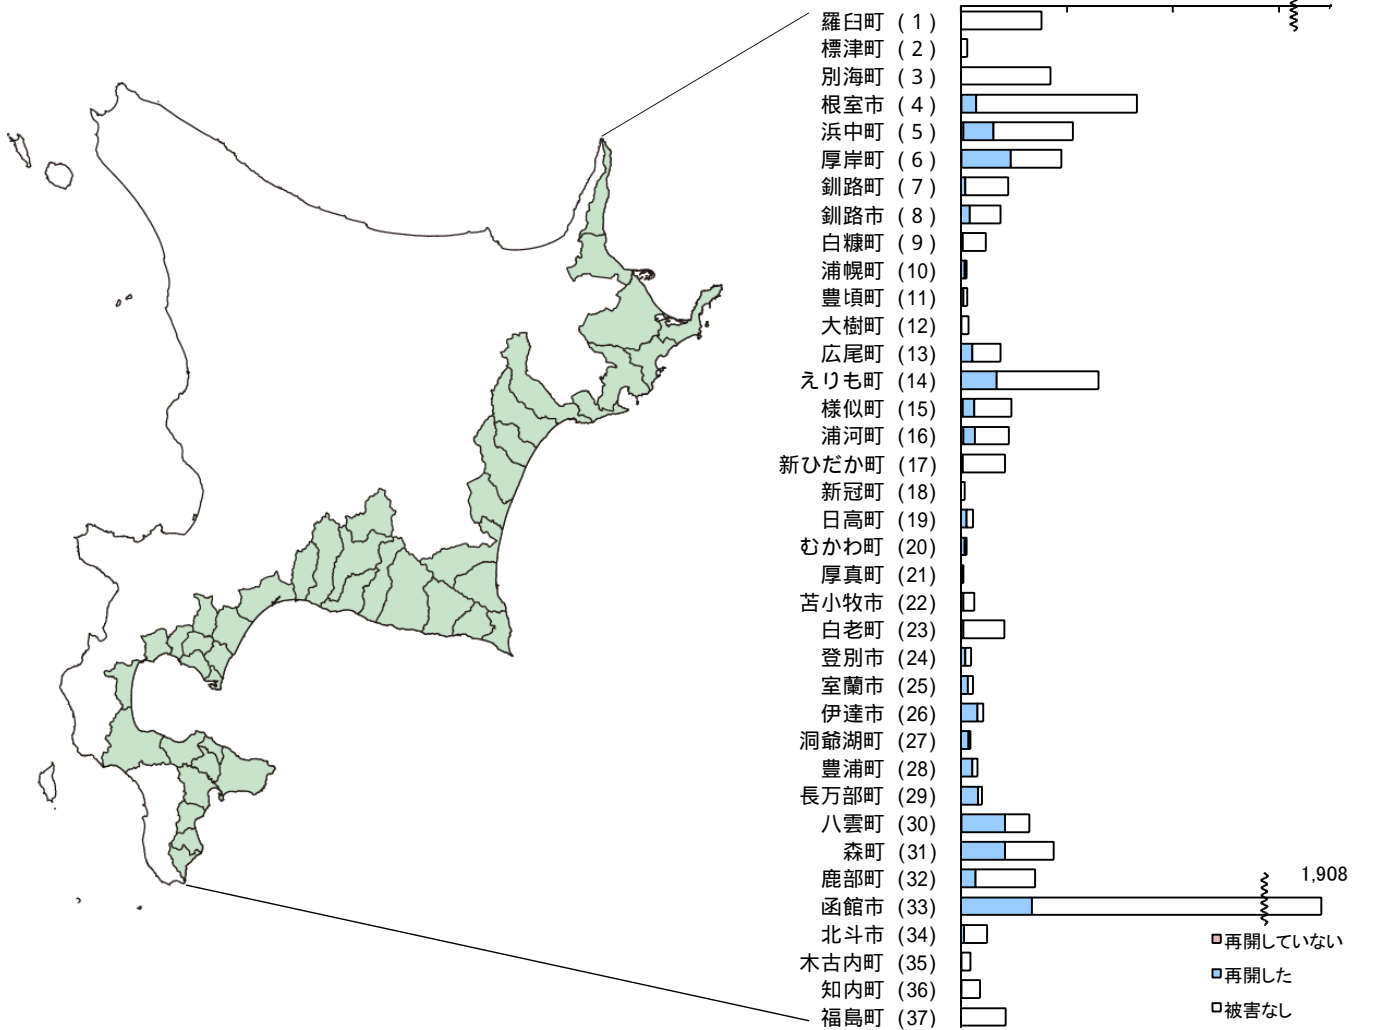 羅臼町 (1)
標津町 (2)
別海町 (3)
根室市 (4)
浜中町 (5)
厚岸町 (6)
釧路町 (7)
釧路市 (8)
白糠町 (9)
浦幌町 (10)
豊頃町 (11)
大樹町 (12)
広尾町 (13)
えりも町 (14)
様似町 (15)
浦河町 (16)
新ひだか町 (17)
新冠町 (18)
日高町 (19)
むかわ町 (20)
厚真町 (21)
苫小牧市 (22)
白老町 (23)
登別市 (24)
室蘭市 (25)
伊達市 (26)
洞爺湖町 (27)
豊浦町 (28)
長万部町 (29)
八雲町 (30)
森町 (31)
鹿部町 (32)
函館市 (33)
北斗市 (34)
木古内町 (35)
知内町 (36)
福島町 (37)
1,908
再開していない
再開した
被害なし